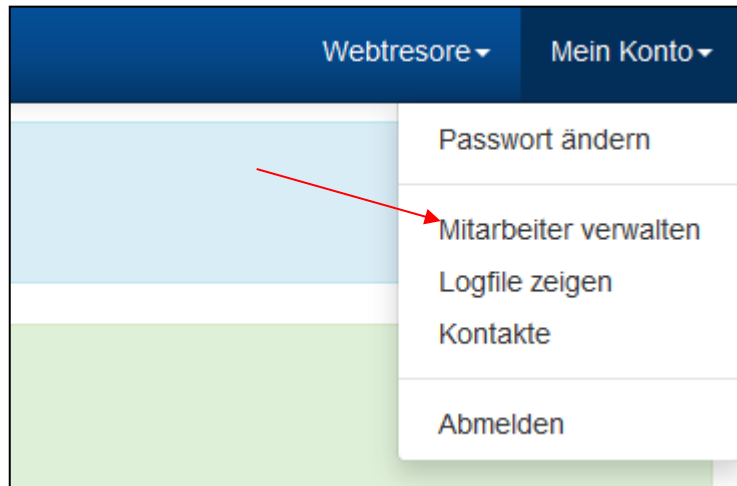 Webtresore Mein Konto
Passwort ändern
Mitarbeiter verwalten
Logfile zeigen
Kontakte
Abmelden